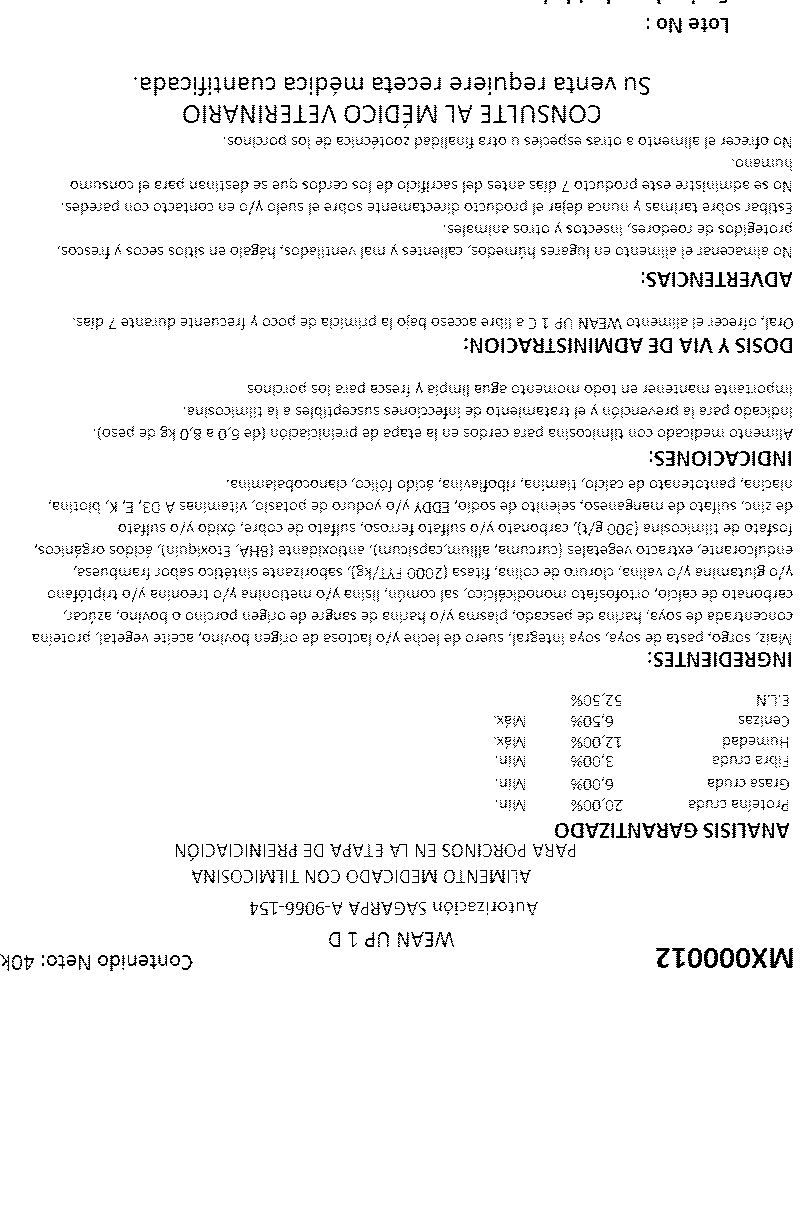 MX000012
Contenido Neto: 40k
WEAN UP 1 D
Autorización SAGARPA A-9066-154
ALIMENTO MEDICADO CON TILMICOSINA
PARA PORCINOS EN LA ETAPA DE PREINICIACIÓN
ANALISIS GARANTIZADO
Proteína cruda 20,00% Min.
Grasa cruda 6,00% Min.
Fibra cruda 3,00% Min.
Humedad 12,00% Máx.
Cenizas 6,50% Máx.
E.L.N 52,50%
INGREDIENTES:
Maíz, sorgo, pasta de soya, soya integral, suero de leche y/o lactosa de origen bovino, aceite vegetal, proteína
concentrada de soya, harina de pescado, plasma y/o harina de sangre de origen porcino o bovino, azúcar,
carbonato de calcio, ortofosfato monodicálcico, sal común, lisina y/o metionina y/o treonina y/o triptófano
y/o glutamina y/o valina, cloruro de colina, fitasa (2000 FYT/kg), saborizante sintético sabor frambuesa,
endulcorante, extracto vegetales (curcuma, allium,capsicum), antioxidante (BHA, Etoxiquin), ácidos orgánicos,
fosfato de tilmicosina (300 g/t), carbonato y/o sulfato ferroso, sulfato de cobre, óxido y/o sulfato
de zinc, sulfato de manganeso, selenito de sodio, EDDY y/o yoduro de potasio, vitaminas A D3, E, K, biotina,
niacina, pantotenato de calcio, tiamina, riboflavina, ácido fólico, cianocobalamina.
INDICACIONES:
Alimento medicado con tilmicosina para cerdos en la etapa de preiniciación (de 5,0 a 8,0 kg de peso).
Indicado para la prevención y el tratamiento de infecciones susceptibles a la tilmicosina.
Importante mantener en todo momento agua limpia y fresca para los porcinos
DOSIS Y VIA DE ADMINISTRACION:
Oral, ofrecer el alimento WEAN UP 1 C a libre acceso bajo la primicia de poco y frecuente durante 7 días.
ADVERTENCIAS:
No almacenar el alimento en lugares húmedos, calientes y mal ventilados, hágalo en sitios secos y frescos,
protegidos de roedores, insectos y otros animales.
Estibar sobre tarimas y nunca dejar el producto directamente sobre el suelo y/o en contacto con paredes.
No se administre este producto 7 días antes del sacrificio de los cerdos que se destinan para el consumo
humano.
No ofrecer el alimento a otras especies u otra finalidad zootécnica de los porcinos.
CONSULTE AL MÉDICO VETERINARIO
Su venta requiere receta médica cuantificada.
Lote No :